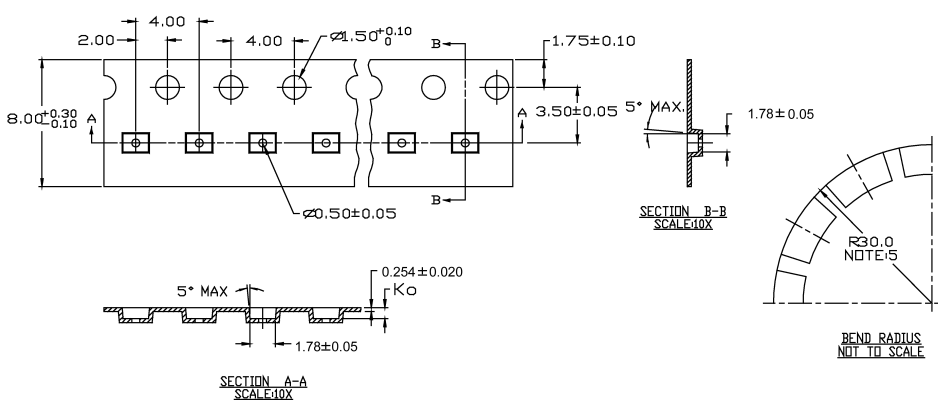 4.00
2.00
4.00
Ø1.50 +0.10 0
B
1.75±0.10
8.00 +0.30 -0.10
A
A
3.50±0.05
B
Ø0.50±0.05
5° MAX.
1.78±0.05
SECTION B-B
SCALE:10X
R30.0
NOTE:5
BEND RADIUS
NOT TO SCALE
5° MAX
0.254±0.020
Ko
1.78±0.05
SECTION A-A
SCALE:10X